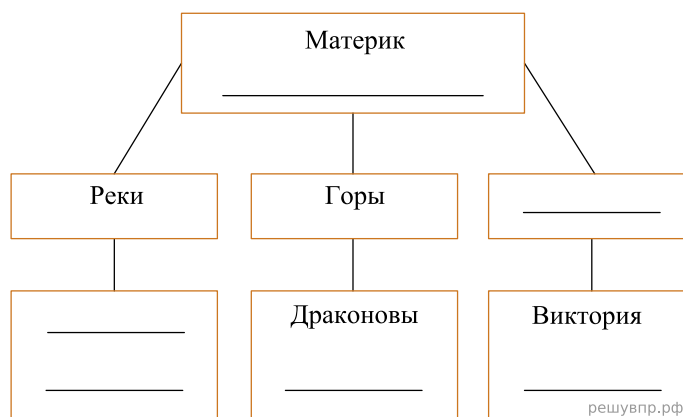 Материк
Реки
Горы
Драконовы
Виктория
решувпр.рф